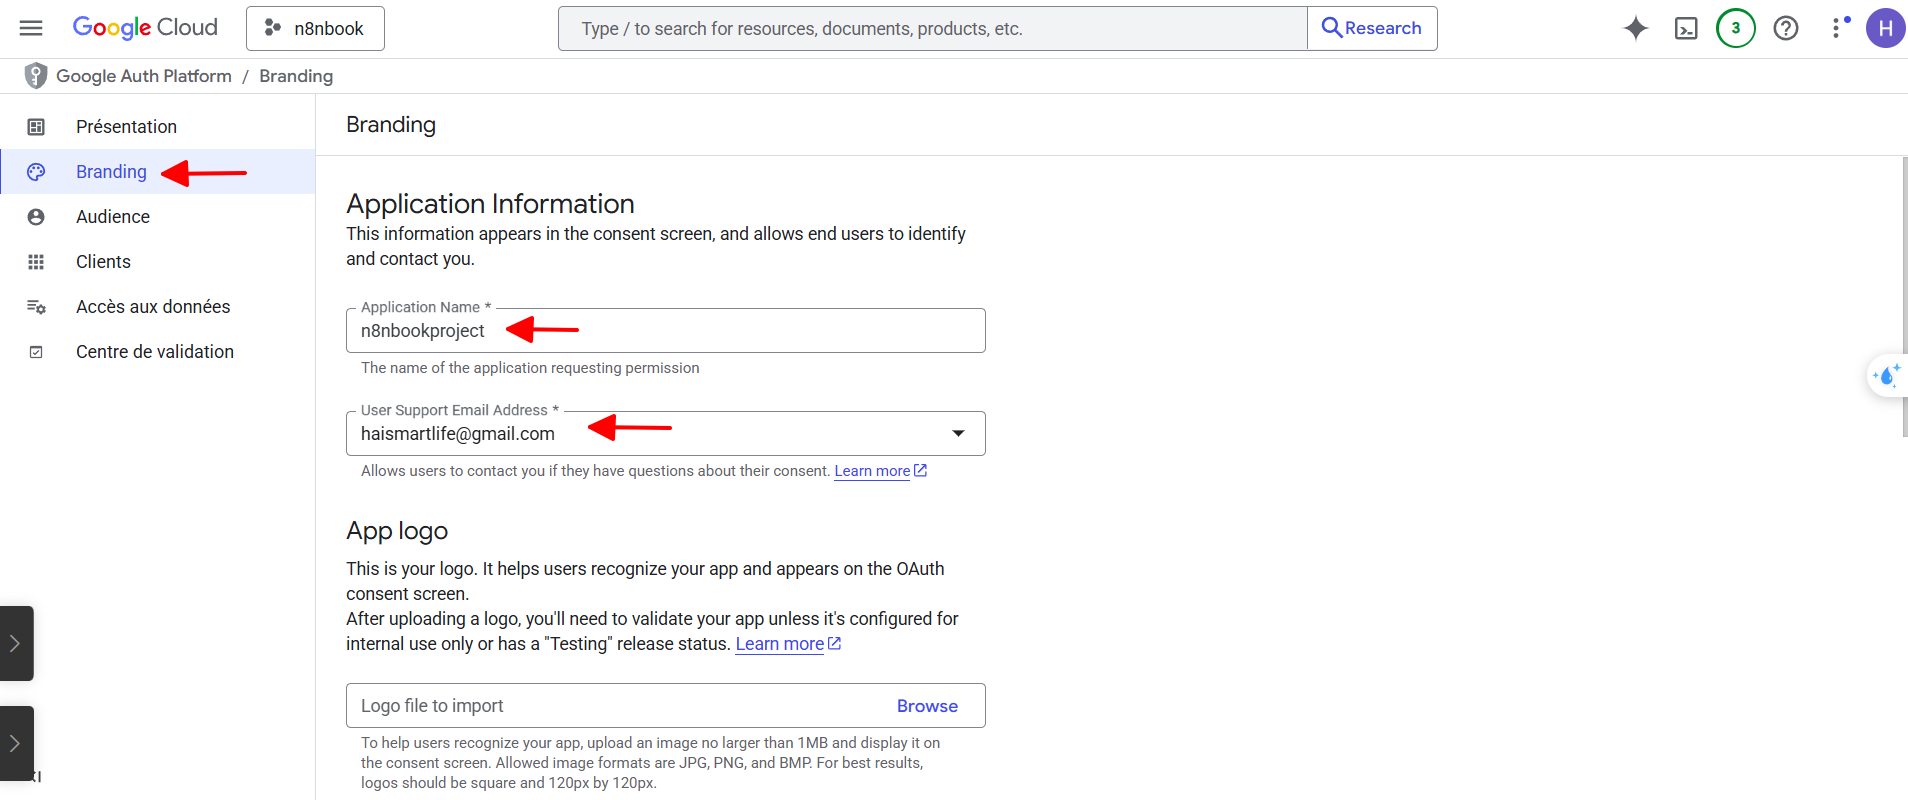 Google Cloud
n8nbook
Type / to search for resources, documents, products, etc.
Research
3
H
Google Auth Platform / Branding
Présentation
Branding
Audience
Clients
Accès aux données
Centre de validation
Branding
Application Information
This information appears in the consent screen, and allows end users to identify
and contact you.
Application Name *
n8nbookproject
The name of the application requesting permission
User Support Email Address *
haismartlife@gmail.com
Allows users to contact you if they have questions about their consent. Learn more
App logo
This is your logo. It helps users recognize your app and appears on the OAuth
consent screen.
After uploading a logo, you'll need to validate your app unless it's configured for
internal use only or has a "Testing" release status. Learn more
Logo file to import
Browse
To help users recognize your app, upload an image no larger than 1MB and display it on
the consent screen. Allowed image formats are JPG, PNG, and BMP. For best results,
logos should be square and 120px by 120px.